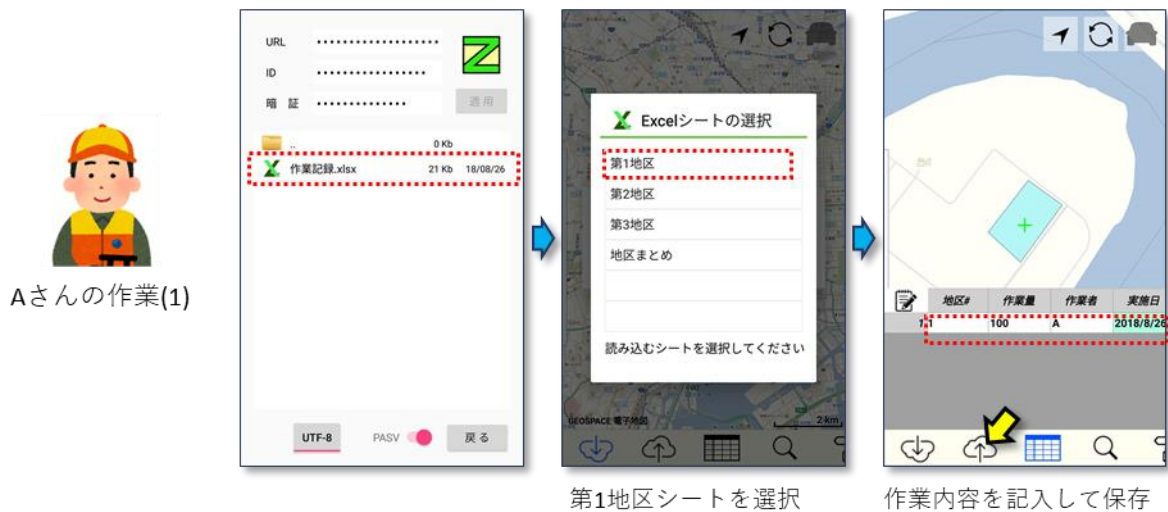 Aさんの作業(1)
URL ••••••••••••••••••
ID ••••••••••••••••
暗 証 •••••••••••••
適用
.. 0 Kb
作業記録.xlsx 21 Kb 18/08/26
UTF-8 PASV 戻る
Excelシートの選択
第1地区
第2地区
第3地区
地区まとめ
読み込むシートを選択してください
GEOSPACE 電子地図 2 km
第1地区シートを選択
地区# 作業量 作業者 実施日
1 1 100 A 2018/8/26
作業内容を記入して保存